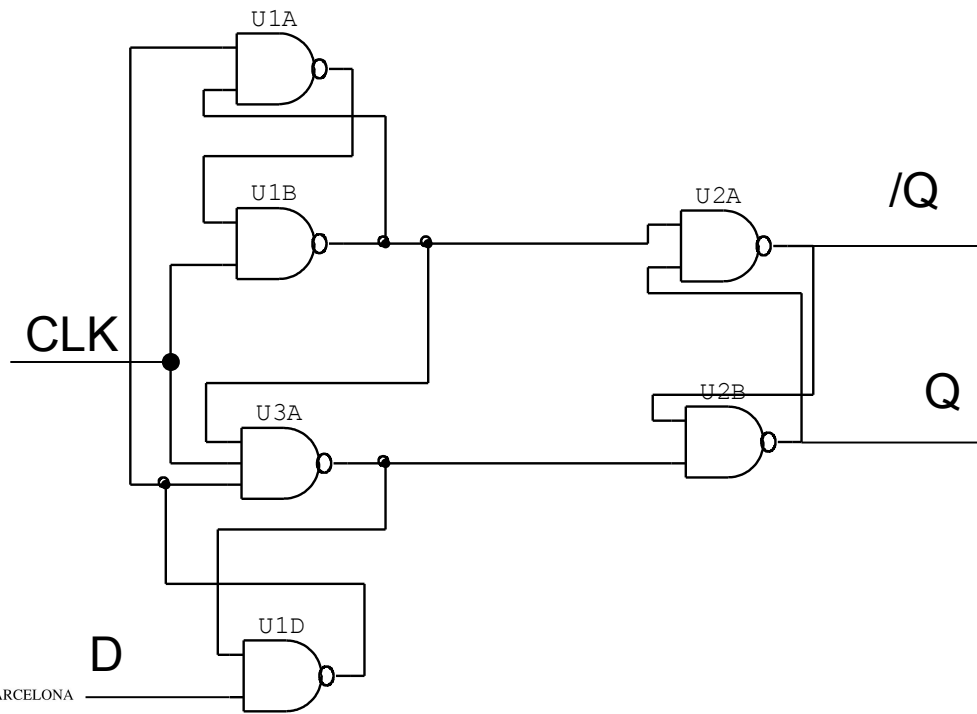 U1A
U1B
U2A
/Q
CLK
U3A
U2B
Q
U1D
D
ARCELONA